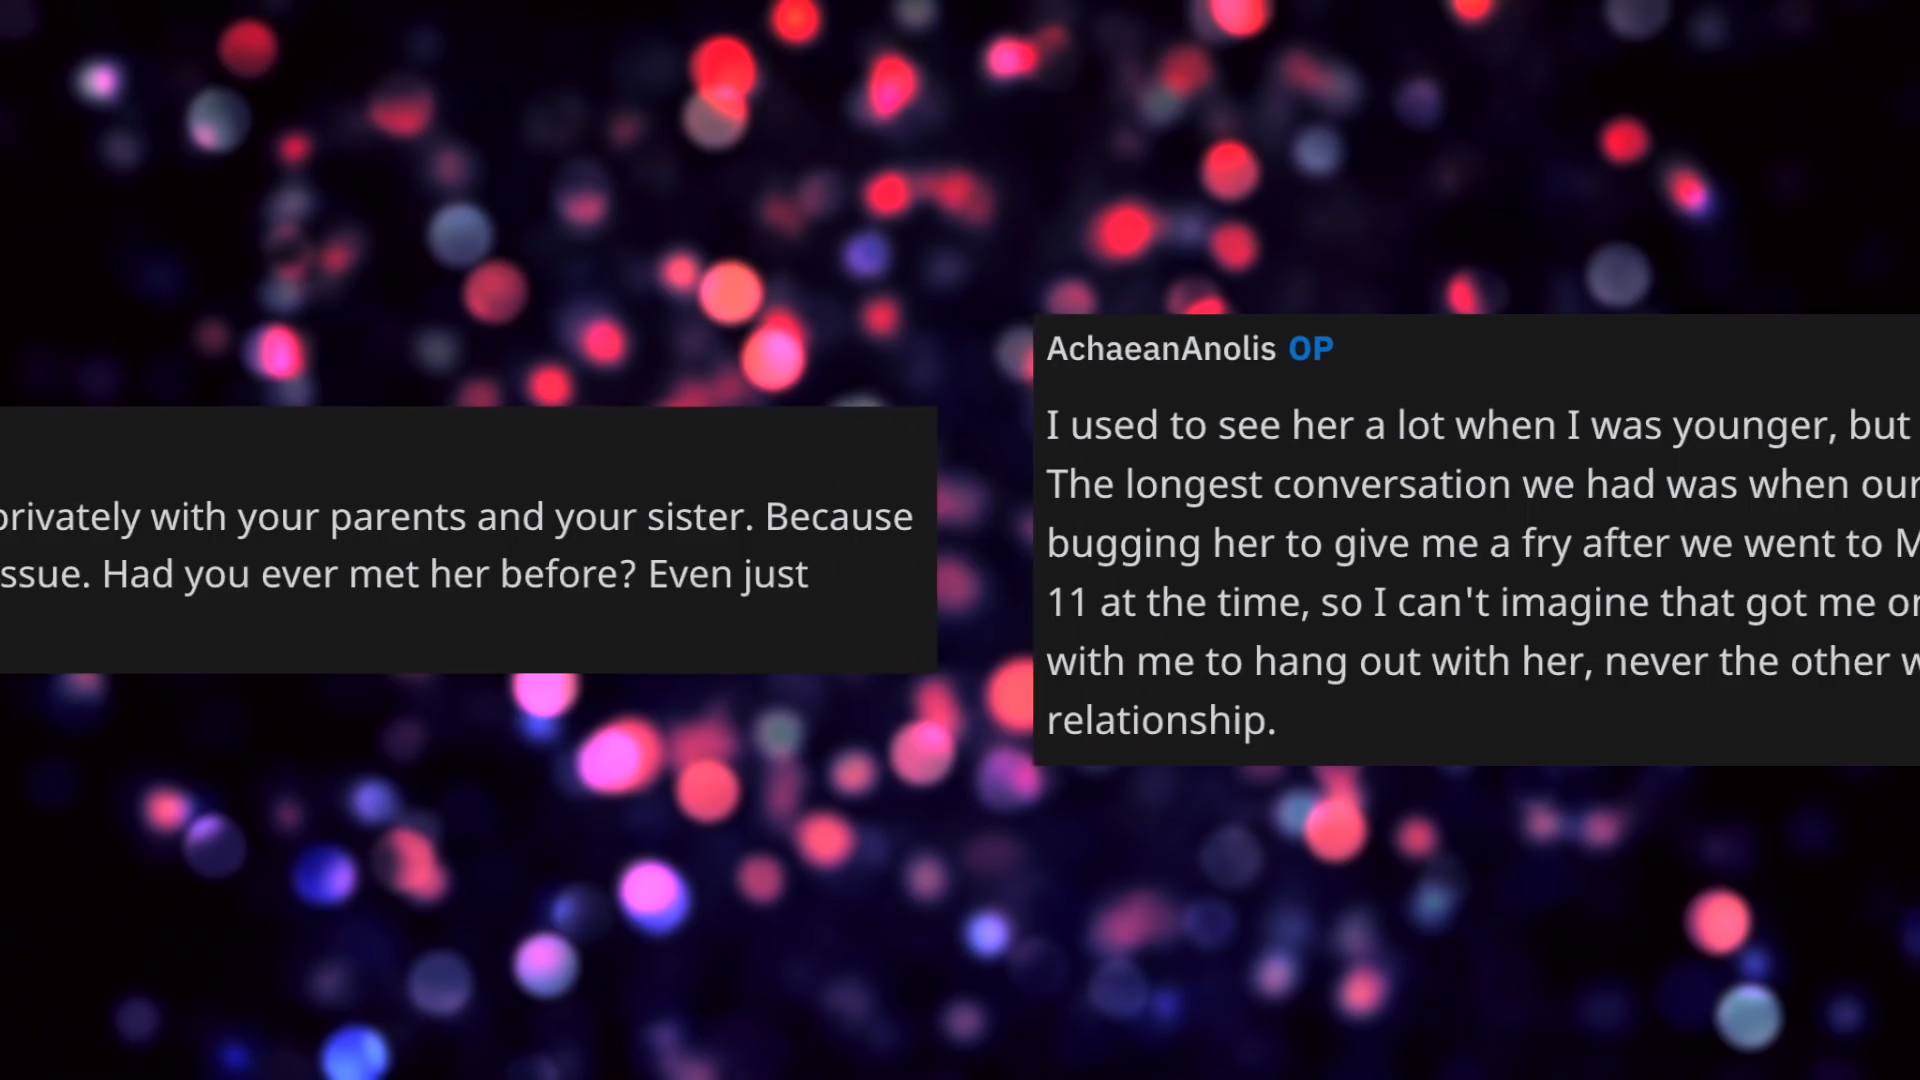 privately with your parents and your sister. Because
ssue. Had you ever met her before? Even just
AchaeanAnolis OP
I used to see her a lot when I was younger, but
The longest conversation we had was when our
bugging her to give me a fry after we went to
11 at the time, so I can't imagine that got me
with me to hang out with her, never the other
relationship.